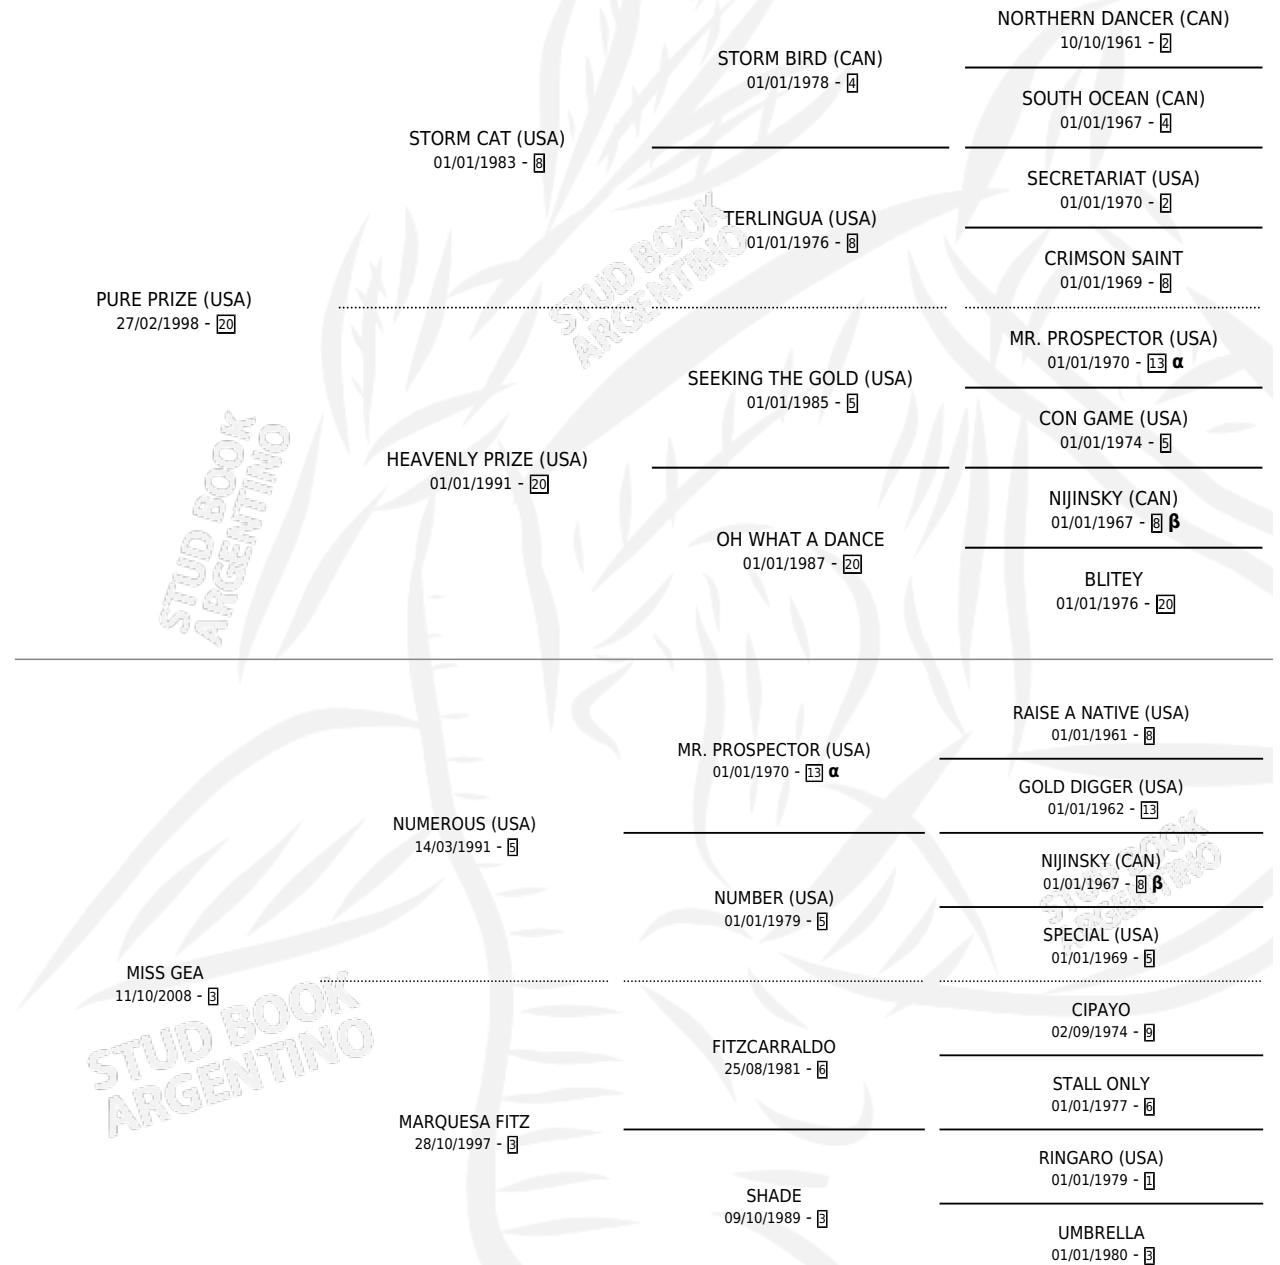 NORTHERN DANCER (CAN)
10/10/1961 - 2
STORM BIRD (CAN)
01/01/1978 - 4
SOUTH OCEAN (CAN)
01/01/1967 - 4
STORM CAT (USA)
01/01/1983 - 8
SECRETARIAT (USA)
01/01/1970 - 2
TERLINGUA (USA)
01/01/1976 - 8
CRIMSON SAINT
01/01/1969 - 8
PURE PRIZE (USA)
27/02/1998 - 20
MR. PROSPECTOR (USA)
01/01/1970 - 13 α
SEEKING THE GOLD (USA)
01/01/1985 - 5
CON GAME (USA)
01/01/1974 - 5
HEAVENLY PRIZE (USA)
01/01/1991 - 20
NIJINSKY (CAN)
01/01/1967 - 8 β
OH WHAT A DANCE
01/01/1987 - 20
BLITEY
01/01/1976 - 20
RAISE A NATIVE (USA)
01/01/1961 - 8
MR. PROSPECTOR (USA)
01/01/1970 - 13 α
GOLD DIGGER (USA)
01/01/1962 - 13
NUMEROUS (USA)
14/03/1991 - 5
NIJINSKY (CAN)
01/01/1967 - 8 β
NUMBER (USA)
01/01/1979 - 5
SPECIAL (USA)
01/01/1969 - 5
MISS GEA
11/10/2008 - 3
CIPAYO
02/09/1974 - 9
FITZCARRALDO
25/08/1981 - 6
STALL ONLY
01/01/1977 - 6
MARQUESA FITZ
28/10/1997 - 3
RINGARO (USA)
01/01/1979 - 1
SHADE
09/10/1989 - 3
UMBRELLA
01/01/1980 - 3
STUD BOOK
ARGENTINO
STUD BOOK
ARGENTINO
STUD BOOK
ARGENTINO
STUD BOOK
ARGENTINO